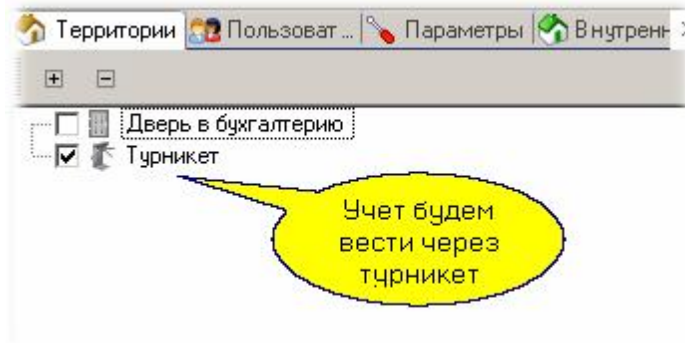 Территории Пользоват... Параметры Внутренн
Дверь в бухгалтерию
Турникет
Учет будем
вести через
турникет